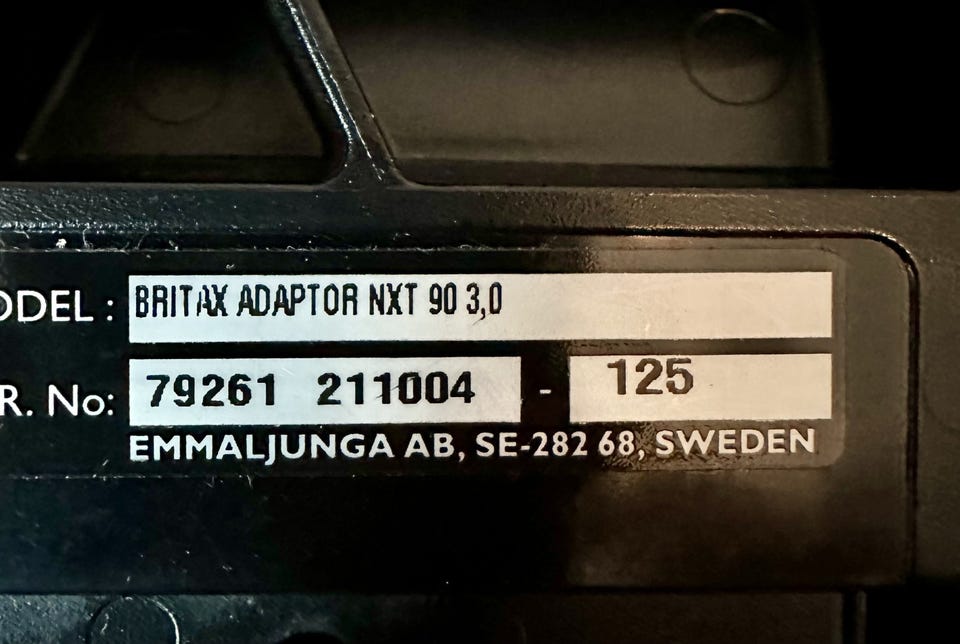 ODEL : BRITAX ADAPTOR NXT 90 3,0
R. No: 79261 211004 - 125
EMMALJUNGA AB, SE-282 68, SWEDEN